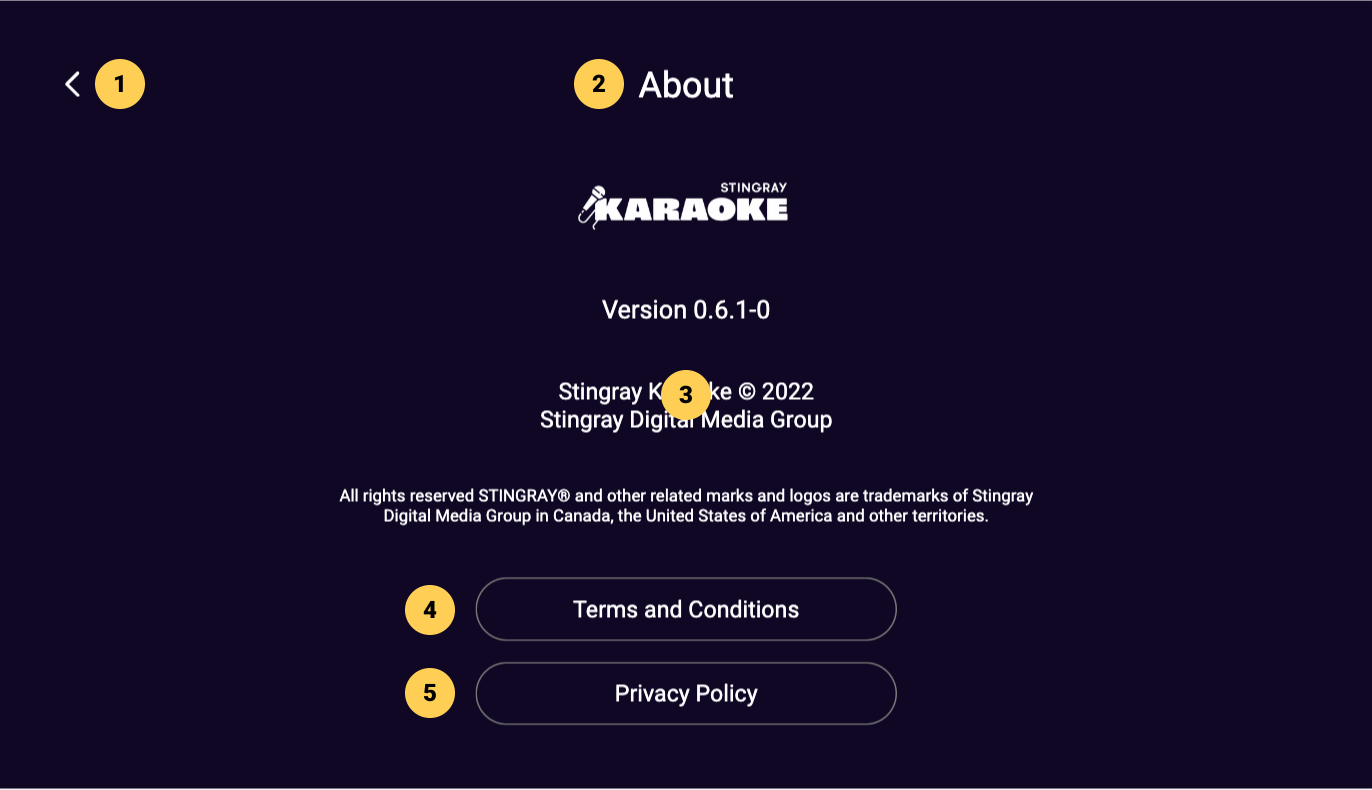 1
2 About
STINGRAY
KARAOKE
Version 0.6.1-0
3
Stingray K ke © 2022
Stingray Digital Media Group
All rights reserved STINGRAY® and other related marks and logos are trademarks of Stingray
Digital Media Group in Canada, the United States of America and other territories.
4 Terms and Conditions
5 Privacy Policy